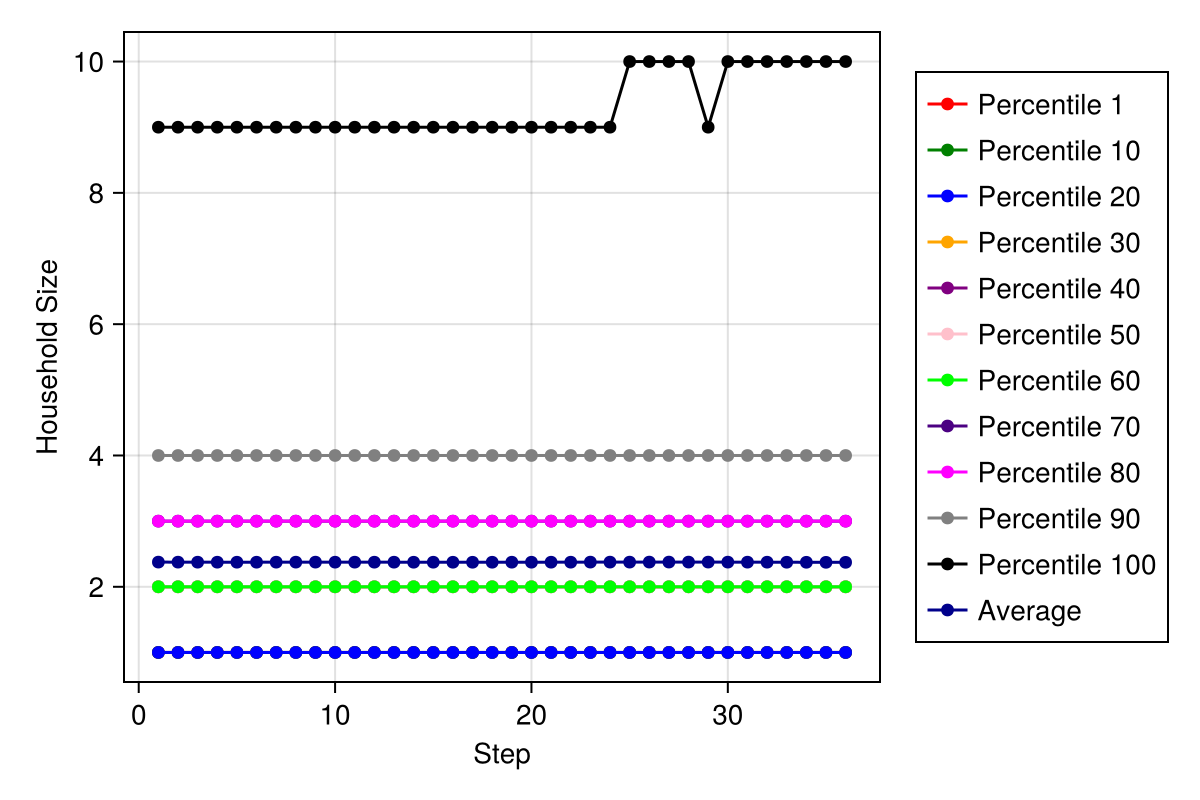 10
8
6
4
2
Household Size
0 10 20 30
Step
Percentile 1
Percentile 10
Percentile 20
Percentile 30
Percentile 40
Percentile 50
Percentile 60
Percentile 70
Percentile 80
Percentile 90
Percentile 100
Average